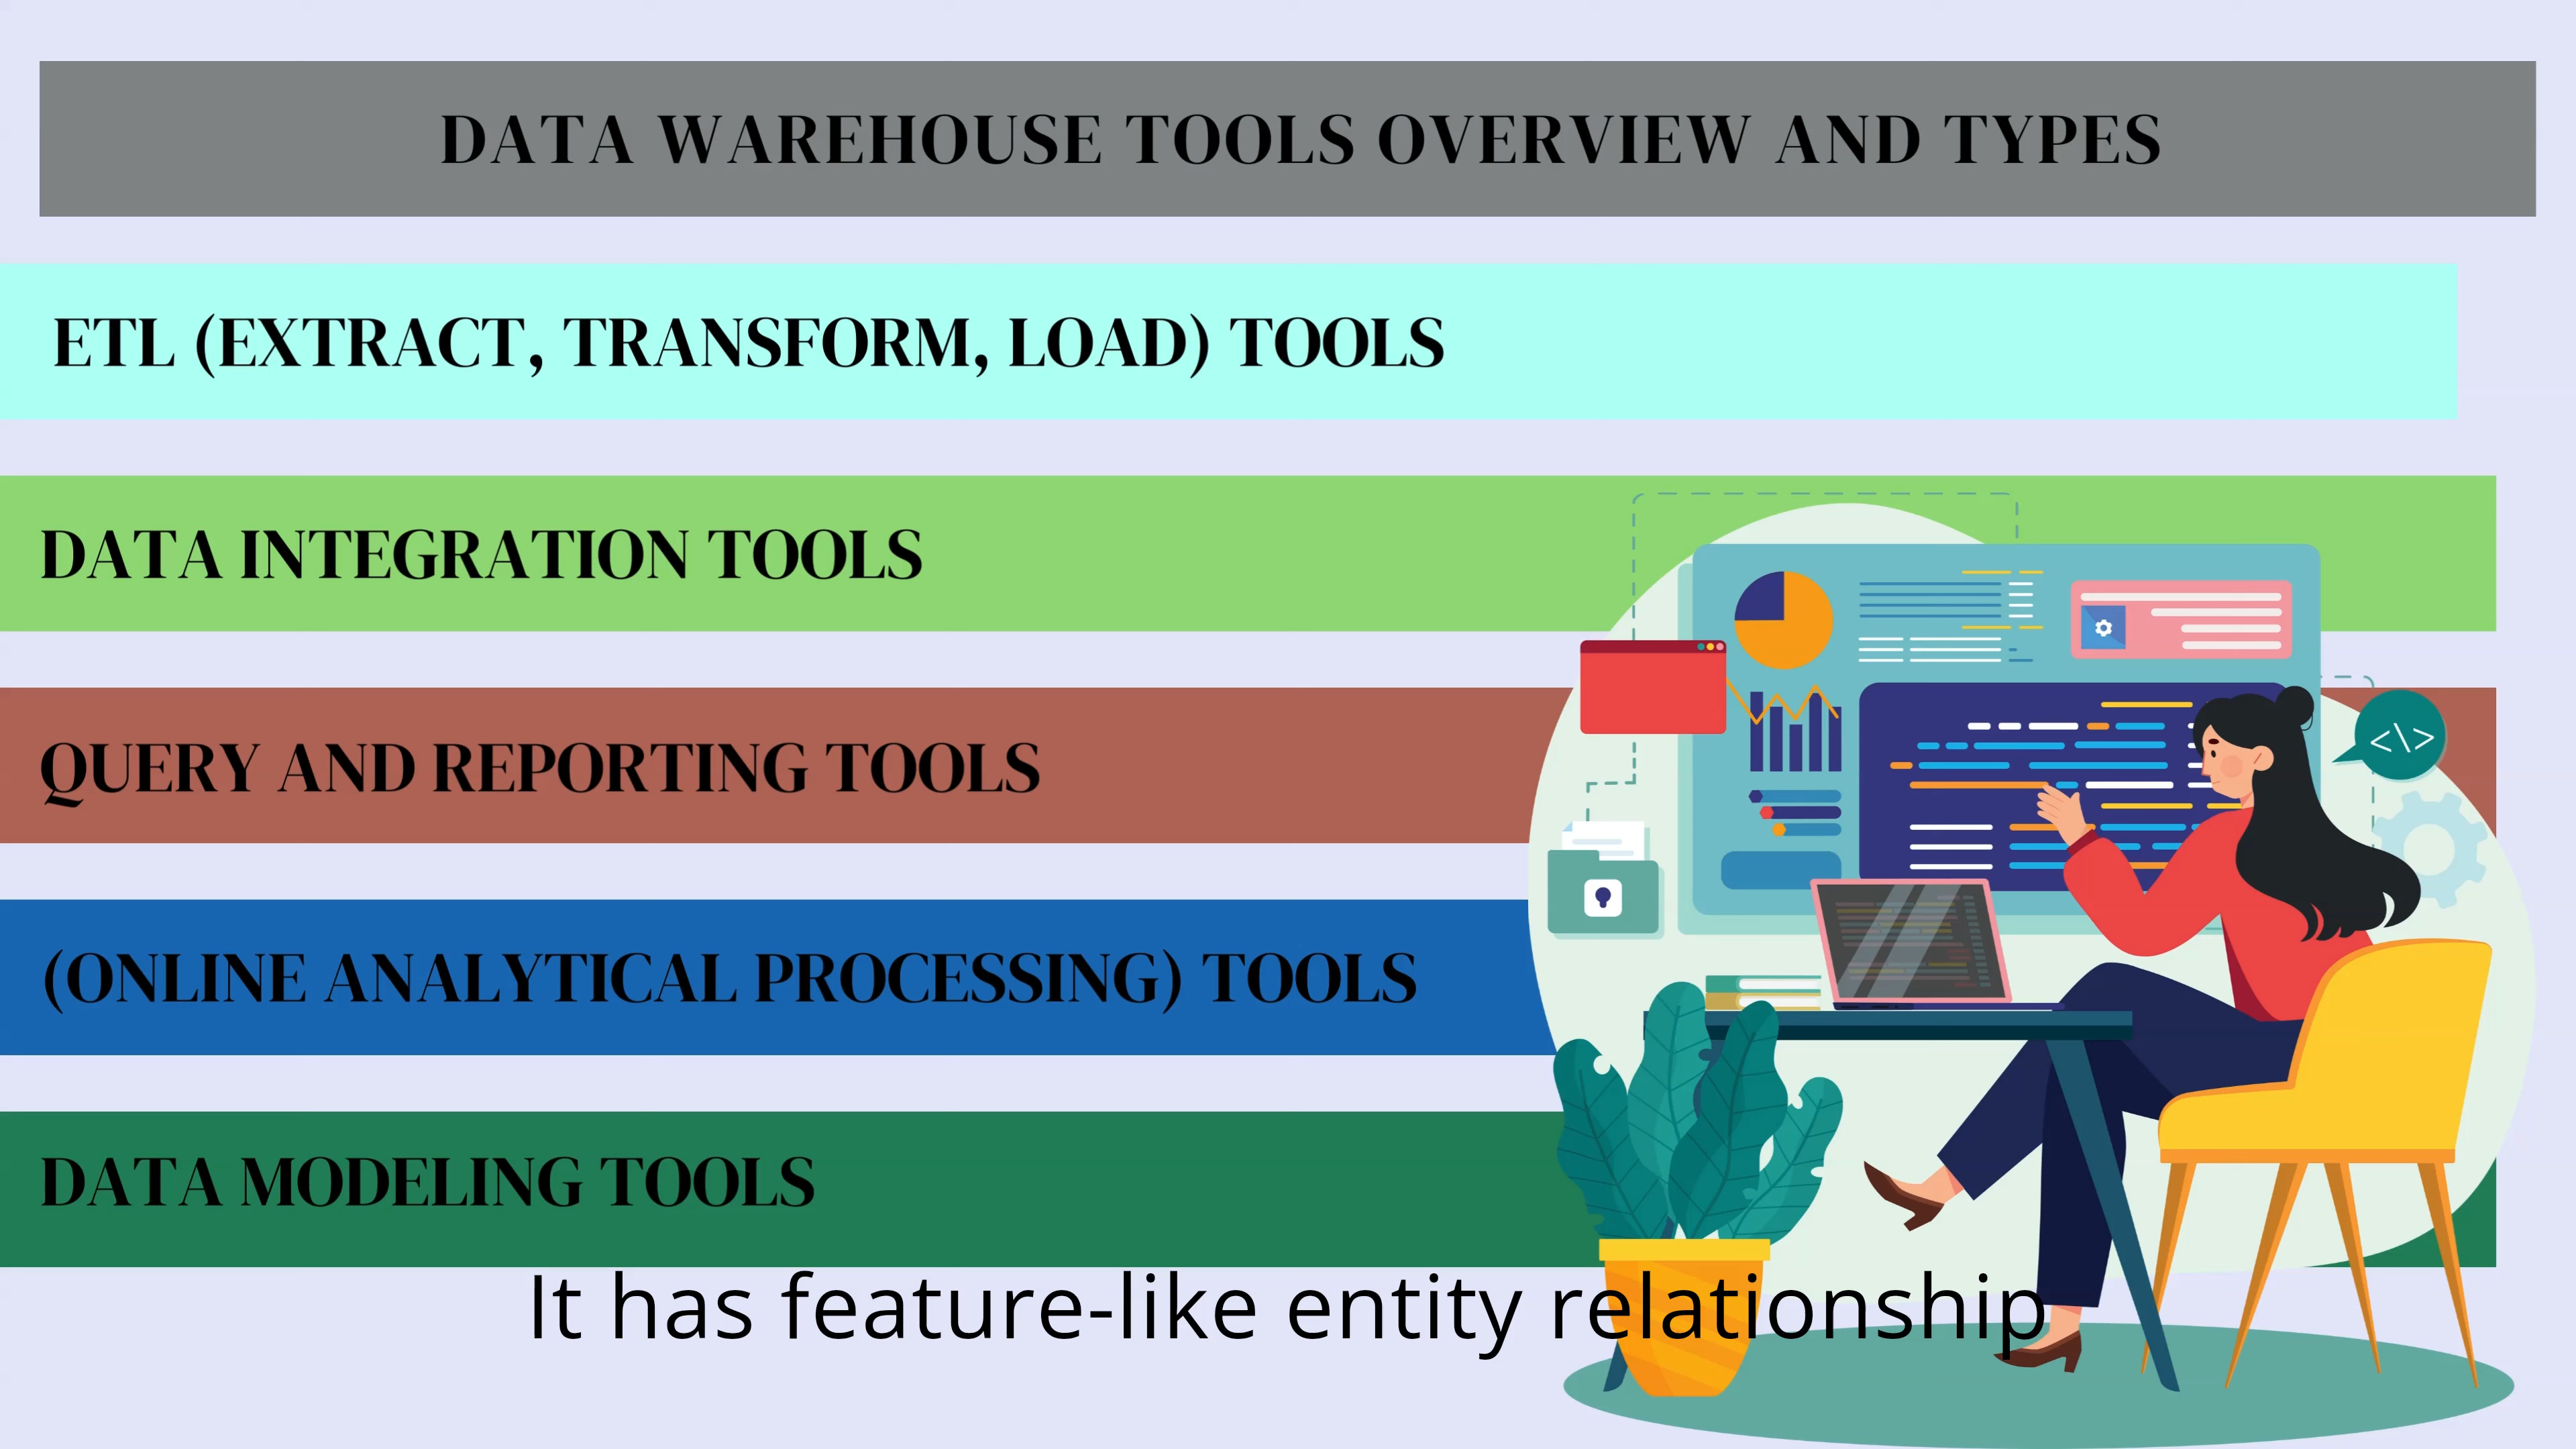 DATA WAREHOUSE TOOLS OVERVIEW AND TYPES
ETL (EXTRACT, TRANSFORM, LOAD) TOOLS
DATA INTEGRATION TOOLS
QUERY AND REPORTING TOOLS
(ONLINE ANALYTICAL PROCESSING) TOOLS
DATA MODELING TOOLS
It has feature-like entity relationship